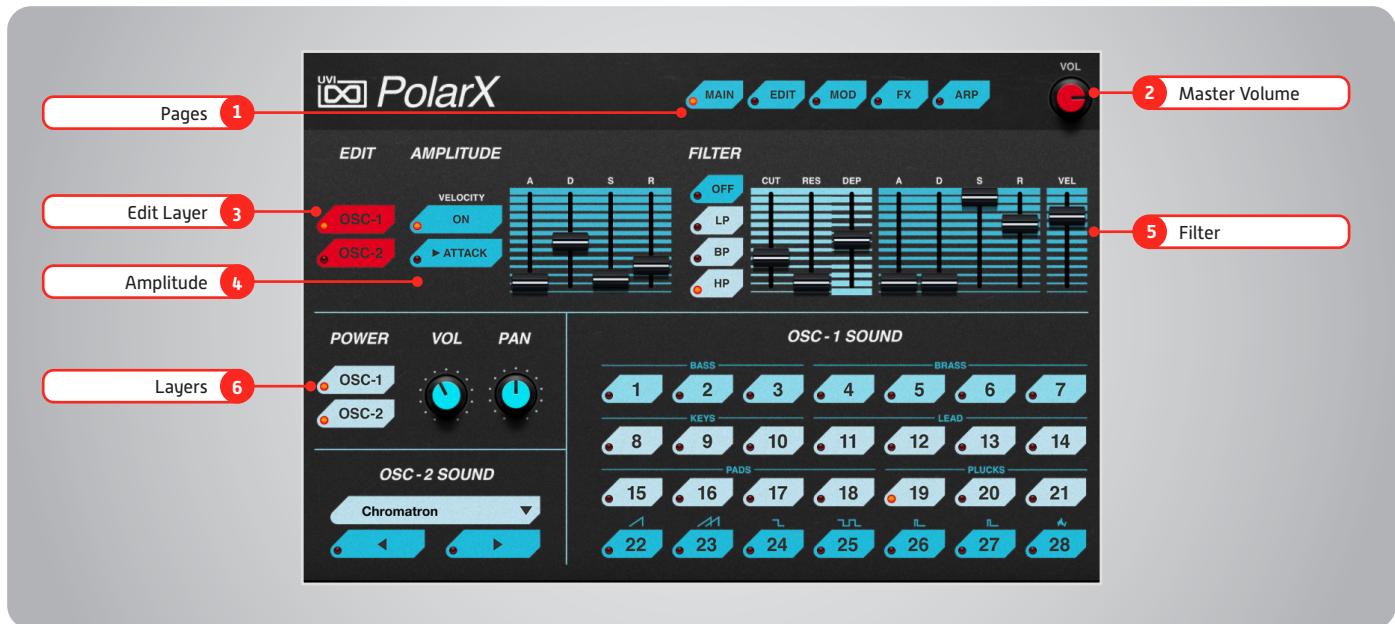 UVI PolarX
MAIN EDIT MOD FX ARP
VOL
Pages 1
2 Master Volume
EDIT AMPLITUDE FILTER
A D S R
OFF
CUT RES DEP
A D S R VEL
VELOCITY
Edit Layer 3
OSC-1 ON
LP
5 Filter
OSC-2 ► ATTACK
BP
Amplitude 4
HP
POWER VOL PAN
OSC-1 SOUND
BASS BRASS
Layers 6
OSC-1
1 2 3 4 5 6 7
OSC-2
KEYS LEAD
8 9 10 11 12 13 14
OSC-2 SOUND
PADS PLUCKS
15 16 17 18 19 20 21
Chromatron ▼
◄ ►
22 23 24 25 26 27 28